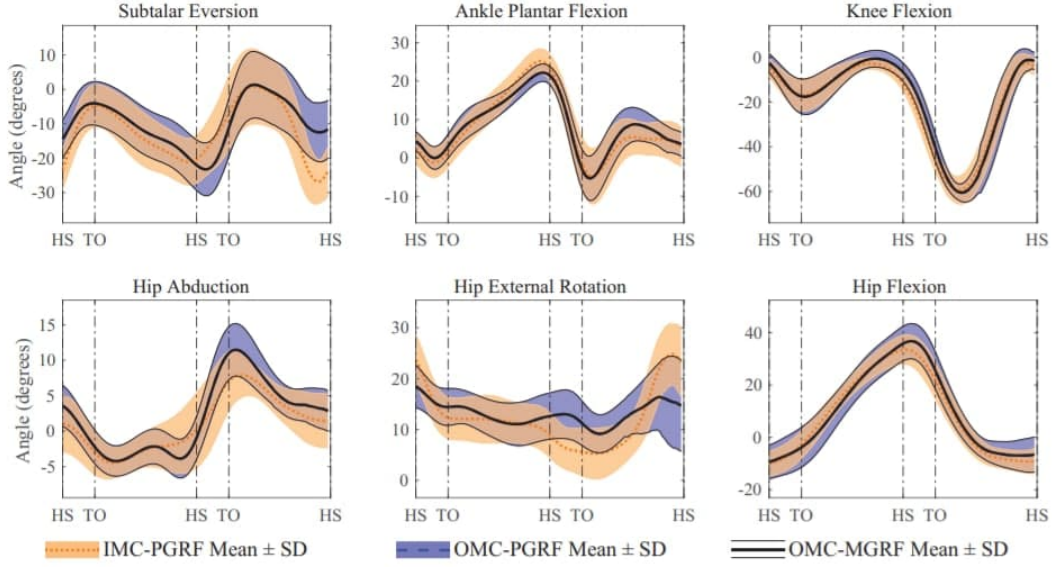 Subtalar Eversion
Ankle Plantar Flexion
Knee Flexion
Angle (degrees)
10
0
-10
-20
-30
HS TO HS TO HS
30
20
10
0
-10
HS TO HS TO HS
0
-20
-40
-60
HS TO HS TO HS
Hip Abduction
Hip External Rotation
Hip Flexion
Angle (degrees)
15
10
5
0
-5
HS TO HS TO HS
30
20
10
0
HS TO HS TO HS
40
20
0
-20
HS TO HS TO HS
IMC-PGRF Mean ± SD
OMC-PGRF Mean ± SD
OMC-MGRF Mean ± SD